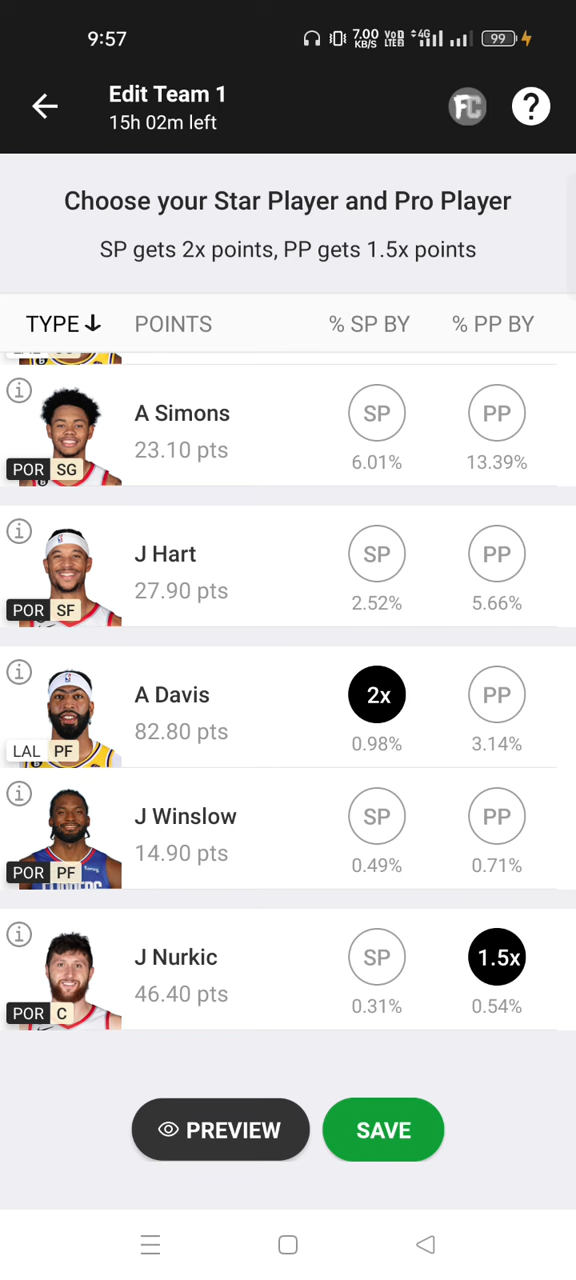 9:57
7.00 KB/S
VoD LTE2
4G
99
Edit Team 1
15h 02m left
FC
?
Choose your Star Player and Pro Player
SP gets 2x points, PP gets 1.5x points
TYPE POINTS % SP BY % PP BY
A Simons
23.10 pts
POR SG
SP
6.01%
PP
13.39%
J Hart
27.90 pts
POR SF
SP
2.52%
PP
5.66%
A Davis
82.80 pts
LAL PF
2x
0.98%
PP
3.14%
J Winslow
14.90 pts
POR PF
SP
0.49%
PP
0.71%
J Nurkic
46.40 pts
POR C
SP
0.31%
1.5x
0.54%
PREVIEW
SAVE